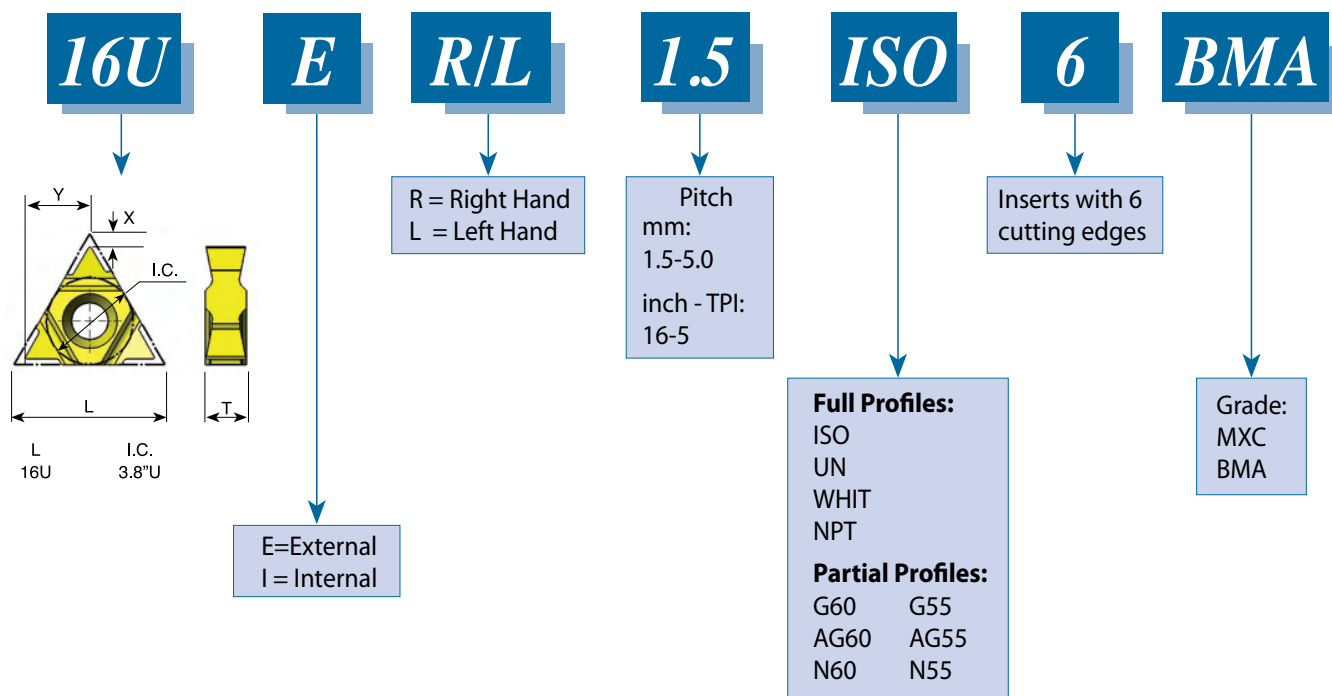 16U E R/L 1.5 ISO 6 BMA
Y
X
I.C.
L
T
L I.C.
16U 3.8”U
E=External
I = Internal
R = Right Hand
L = Left Hand
Pitch
mm:
1.5-5.0
inch - TPI:
16-5
Full Profiles:
ISO
UN
WHIT
NPT
Partial Profiles:
G60 G55
AG60 AG55
N60 N55
Inserts with 6
cutting edges
Grade:
MXC
BMA